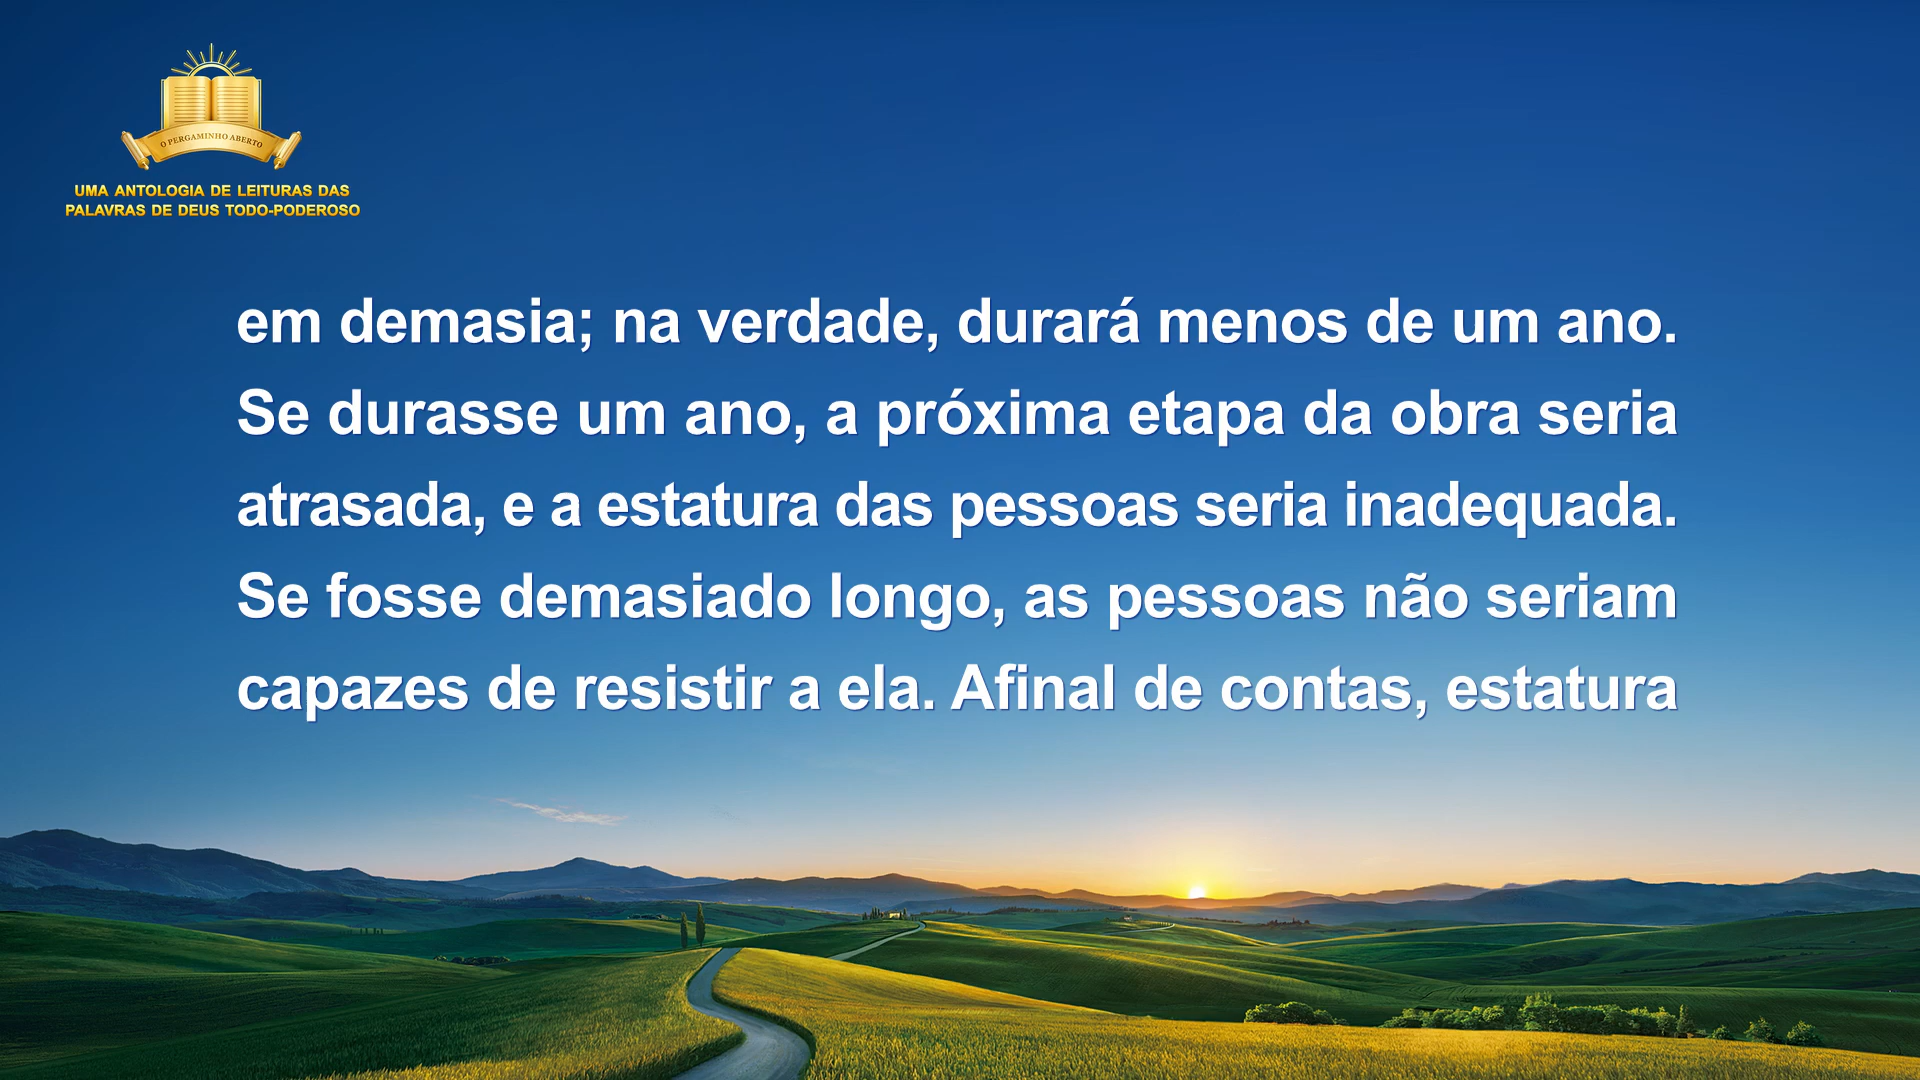 O PERGAMINHO ABERTO
UMA ANTOLOGIA DE LEITURAS DAS
PALAVRAS DE DEUS TODO-PODEROSO
em demasia; na verdade, durará menos de um ano.
Se durasse um ano, a próxima etapa da obra seria
atrasada, e a estatura das pessoas seria inadequada.
Se fosse demasiado longo, as pessoas não seriam
capazes de resistir a ela. Afinal de contas, estatura